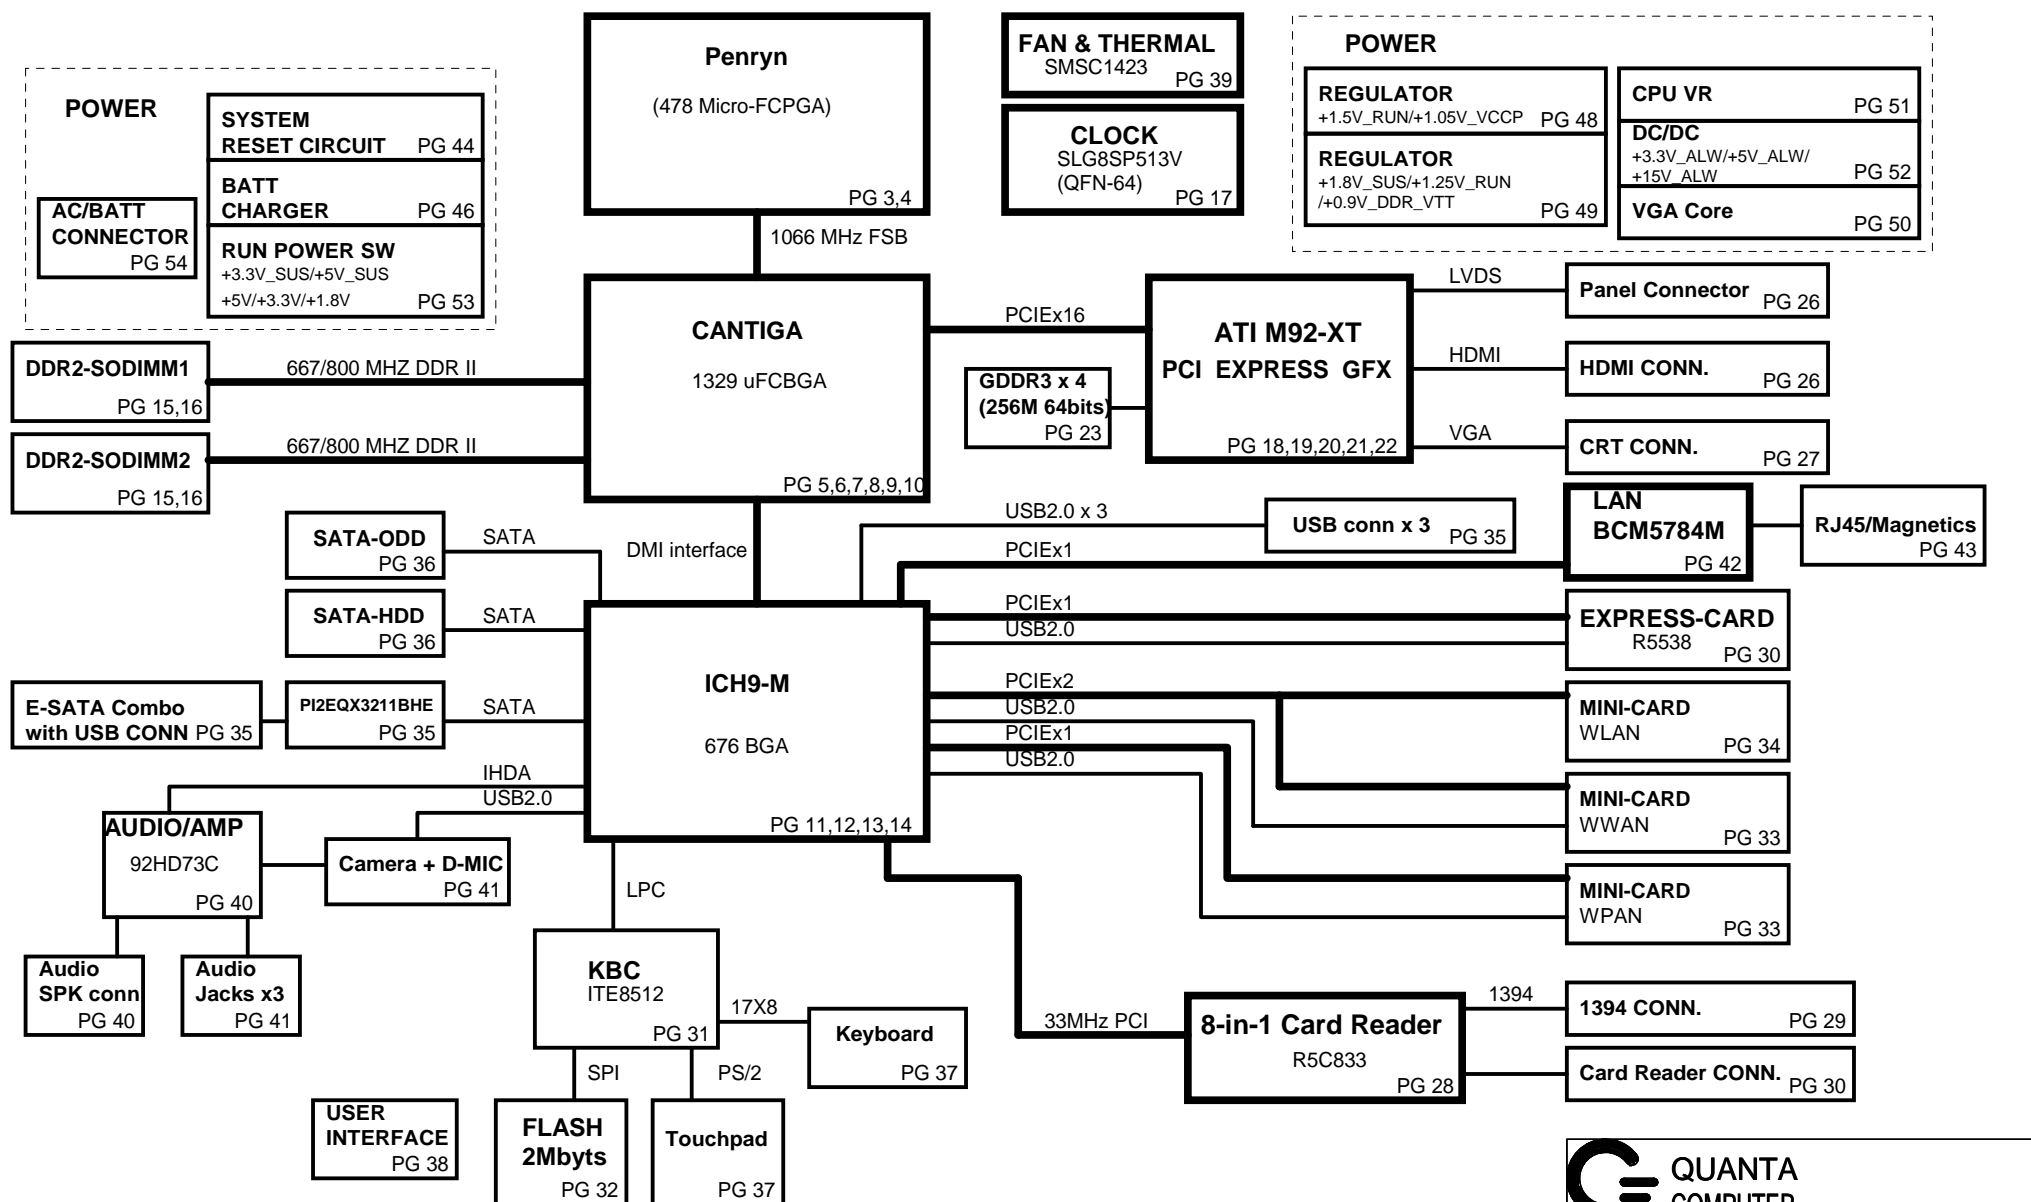 Penryn
(478 Micro-FCPGA)
PG 3,4
FAN & THERMAL
SMSC1423
PG 39
CLOCK
SLG8SP513V
(QFN-64)
PG 17
POWER
REGULATOR
+1.5V_RUN/+1.05V_VCCP PG 48
REGULATOR
+1.8V_SUS/+1.25V_RUN
/+0.9V_DDR_VTT
PG 49
CPU VR
PG 51
DC/DC
+3.3V_ALW/+5V_ALW/
+15V_ALW
PG 52
VGA Core
PG 50
POWER
SYSTEM
RESET CIRCUIT PG 44
BATT
CHARGER PG 46
RUN POWER SW
+3.3V_SUS/+5V_SUS
+5V/+3.3V/+1.8V
PG 53
AC/BATT
CONNECTOR
PG 54
1066 MHz FSB
CANTIGA
1329 uFCBGA
PG 5,6,7,8,9,10
PCIEx16
ATI M92-XT
PCI EXPRESS GFX
PG 18,19,20,21,22
GDDR3 x 4
(256M 64bits)
PG 23
LVDS
Panel Connector
PG 26
HDMI
HDMI CONN.
PG 26
VGA
CRT CONN.
PG 27
DDR2-SODIMM1
PG 15,16
667/800 MHZ DDR II
DDR2-SODIMM2
PG 15,16
667/800 MHZ DDR II
DMI interface
SATA-ODD
PG 36
SATA
SATA-HDD
PG 36
SATA
E-SATA Combo
with USB CONN PG 35
PI2EQX3211BHE
PG 35
SATA
ICH9-M
676 BGA
PG 11,12,13,14
USB2.0 x 3
USB conn x 3
PG 35
PCIEx1
LAN
BCM5784M
PG 42
RJ45/Magnetics
PG 43
PCIEx1
USB2.0
EXPRESS-CARD
R5538
PG 30
PCIEx2
USB2.0
PCIEx1
USB2.0
MINI-CARD
WLAN
PG 34
MINI-CARD
WWAN
PG 33
MINI-CARD
WPAN
PG 33
IHDA
USB2.0
AUDIO/AMP
92HD73C
PG 40
Camera + D-MIC
PG 41
Audio
SPK conn
PG 40
Audio
Jacks x3
PG 41
LPC
KBC
ITE8512
PG 31
17X8
Keyboard
PG 37
SPI
PS/2
USER
INTERFACE
PG 38
FLASH
2Mbyts
PG 32
Touchpad
PG 37
33MHz PCI
8-in-1 Card Reader
R5C833
PG 28
1394
1394 CONN.
PG 29
Card Reader CONN.
PG 30
QUANTA
COMPUTER